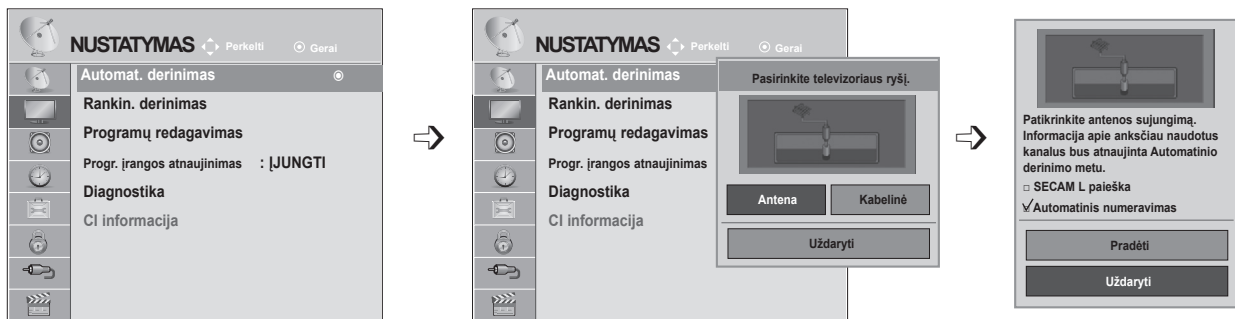 NUSTATYMAS Perkelti Gerai
Automat. derinimas
Rankin. derinimas
Programų redagavimas
Progr. įrangos atnaujinimas : ĮJUNGTI
Diagnostika
CI informacija
NUSTATYMAS Perkelti Gerai
Automat. derinimas
Rankin. derinimas
Programų redagavimas
Progr. įrangos atnaujinimas
Diagnostika
CI informacija
Pasirinkite televizoriaus ryšį.
Antena Kabelinė
Uždaryti
Patikrinkite antenos sujungimą.
Informacija apie anksčiau naudotus
kanalus bus atnaujinta Automatinio
derinimo metu.
□ SECAM L paieška
Automatinis numeravimas
Pradėti
Uždaryti